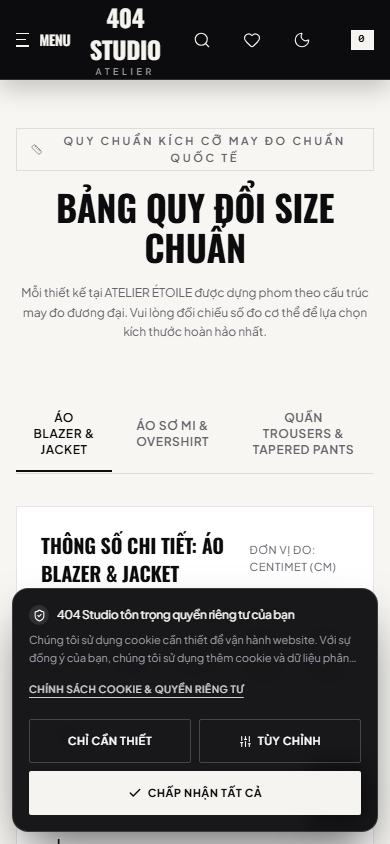 MENU
404
STUDIO
ATELIER
0
QUY CHUẨN KÍCH CỠ MAY ĐO CHUẨN
QUỐC TẾ
BẢNG QUY ĐỔI SIZE
CHUẨN
Mỗi thiết kế tại ATELIER ÉTOILE được dựng phom theo cấu trúc
may đo đương đại. Vui lòng đối chiếu số đo cơ thể để lựa chọn
kích thước hoàn hảo nhất.
ÁO
BLAZER &
JACKET
ÁO SƠ MI &
OVERSHIRT
QUẦN
TROUSERS &
TAPERED PANTS
THÔNG SỐ CHI TIẾT: ÁO
BLAZER & JACKET
ĐƠN VỊ ĐO:
CENTIMET (CM)
404 Studio tôn trọng quyền riêng tư của bạn
Chúng tôi sử dụng cookie cần thiết để vận hành website. Với sự
đồng ý của bạn, chúng tôi sử dụng thêm cookie và dữ liệu phân...
CHÍNH SÁCH COOKIE & QUYỀN RIÊNG TƯ
CHỈ CẦN THIẾT
TÙY CHỈNH
CHẤP NHẬN TẤT CẢ